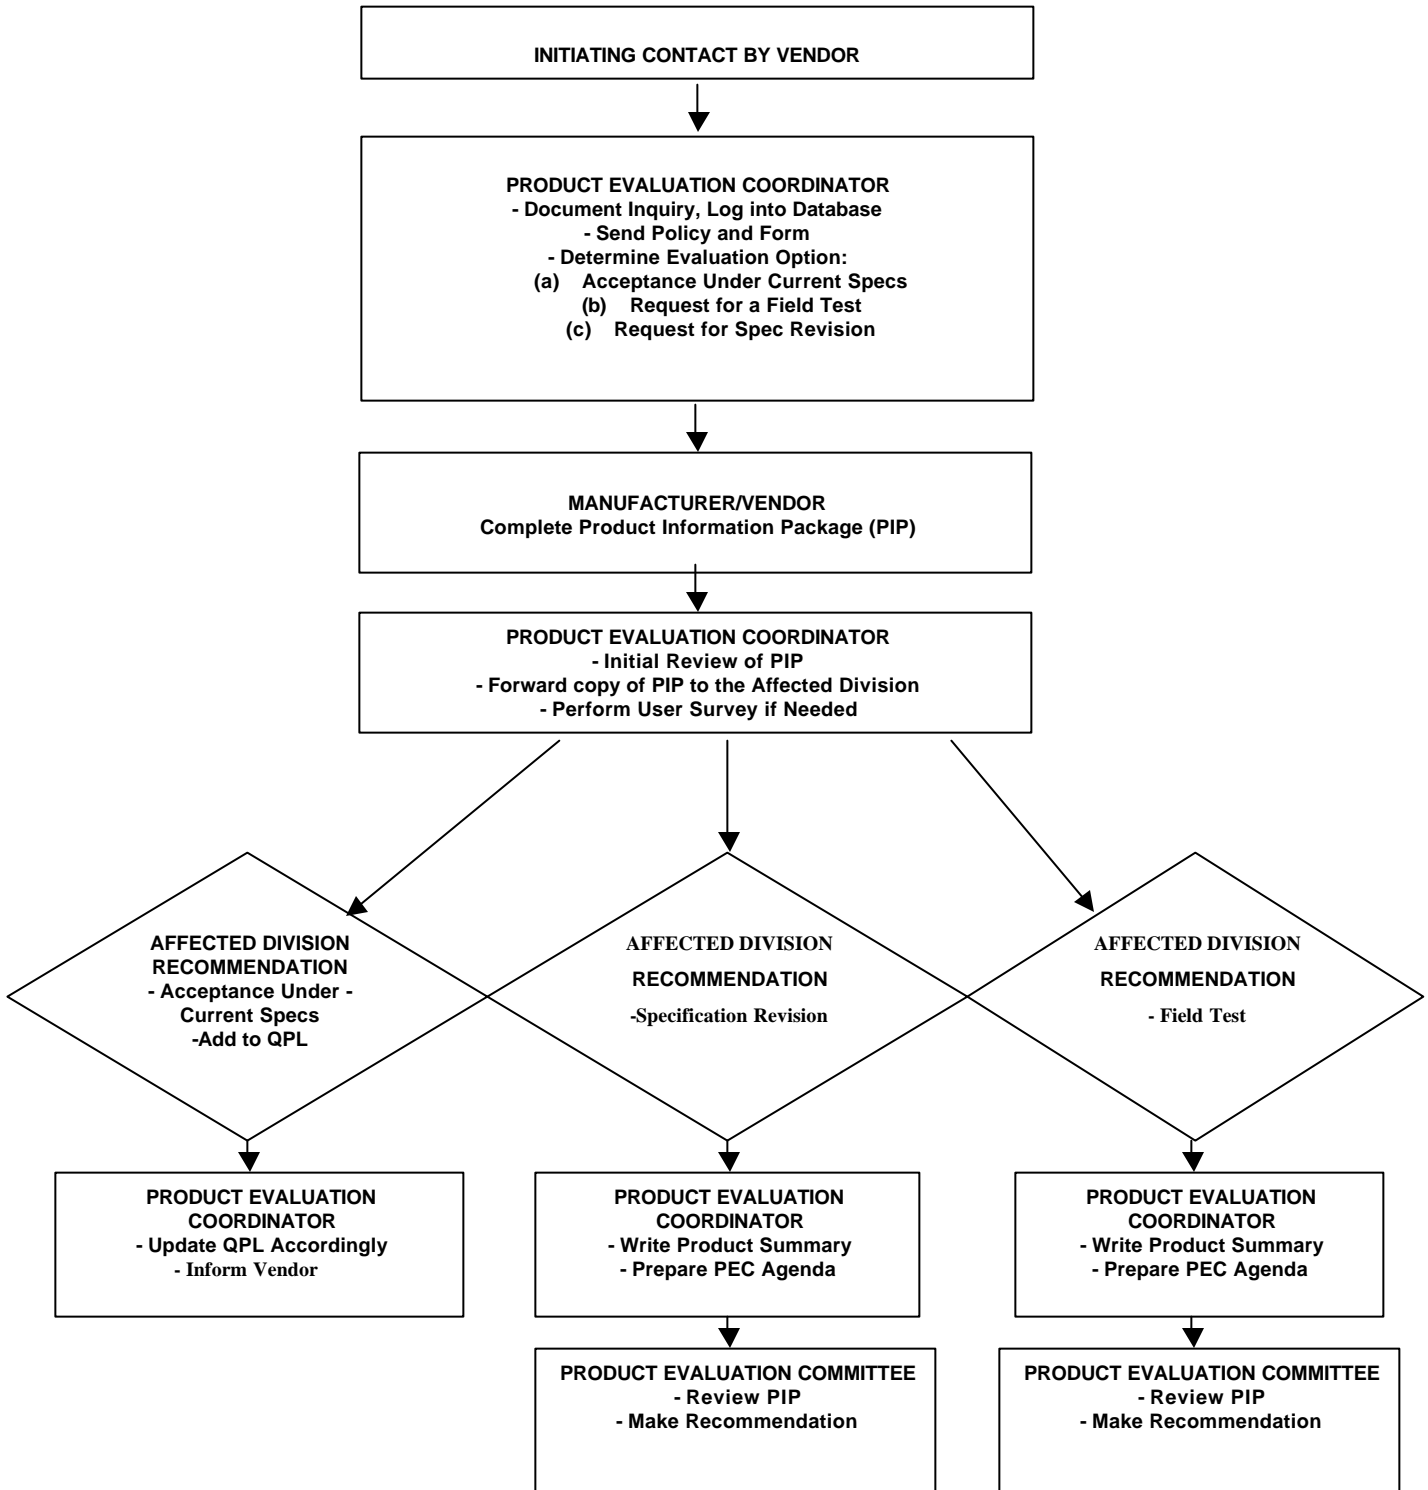 INITIATING CONTACT BY VENDOR
PRODUCT EVALUATION COORDINATOR
- Document Inquiry, Log into Database
- Send Policy and Form
- Determine Evaluation Option:
(a) Acceptance Under Current Specs
(b) Request for a Field Test
(c) Request for Spec Revision
MANUFACTURER/VENDOR
Complete Product Information Package (PIP)
PRODUCT EVALUATION COORDINATOR
- Initial Review of PIP
- Forward copy of PIP to the Affected Division
- Perform User Survey if Needed
AFFECTED DIVISION
RECOMMENDATION
- Acceptance Under -
Current Specs
-Add to QPL
AFFECTED DIVISION
RECOMMENDATION
-Specification Revision
AFFECTED DIVISION
RECOMMENDATION
- Field Test
PRODUCT EVALUATION
COORDINATOR
- Update QPL Accordingly
- Inform Vendor
PRODUCT EVALUATION
COORDINATOR
- Write Product Summary
- Prepare PEC Agenda
PRODUCT EVALUATION
COORDINATOR
- Write Product Summary
- Prepare PEC Agenda
PRODUCT EVALUATION COMMITTEE
- Review PIP
- Make Recommendation
PRODUCT EVALUATION COMMITTEE
- Review PIP
- Make Recommendation